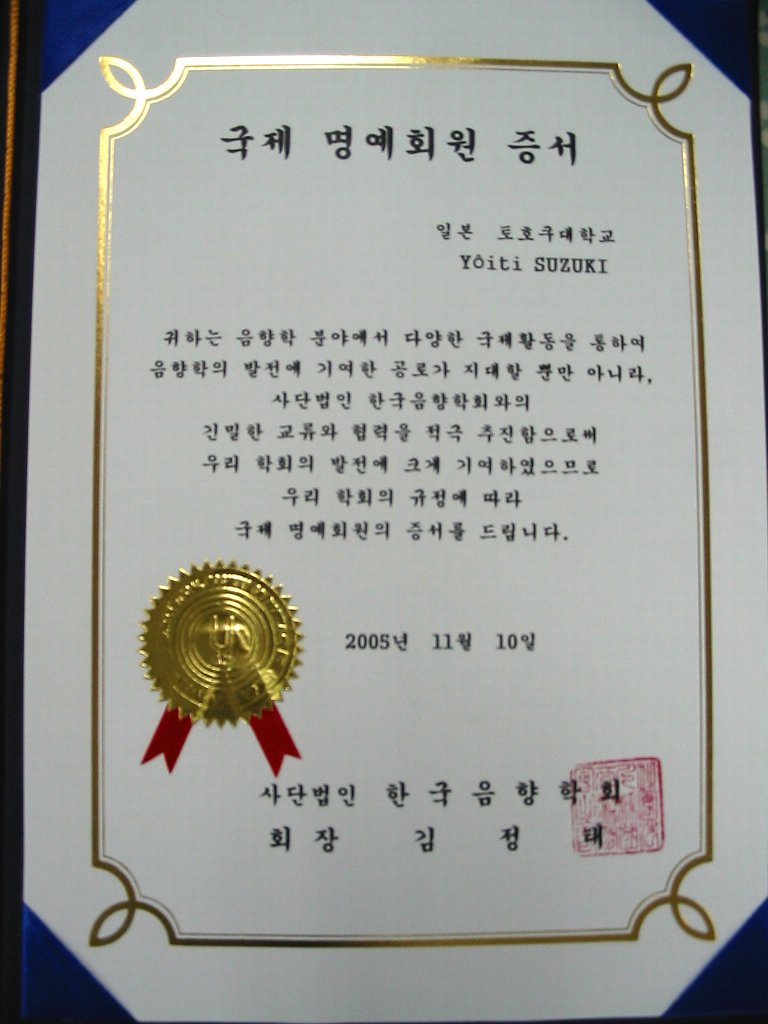 국제 명예회원 증서
일본 토호쿠대학교
Yôiti SUZUKI
귀하는 음향학 분야에서 다양한 국제활동을 통하여
음향학의 발전에 기여한 공로가 지대할 뿐만 아니라,
사단법인 한국음향학회와의
긴밀한 교류와 협력을 적극 추진함으로써
우리 학회의 발전에 크게 기여하였으므로
우리 학회의 규정에 따라
국제 명예회원의 증서를 드립니다.
2005년 11월 10일
사단법인 한국음향학회
회장 김정태